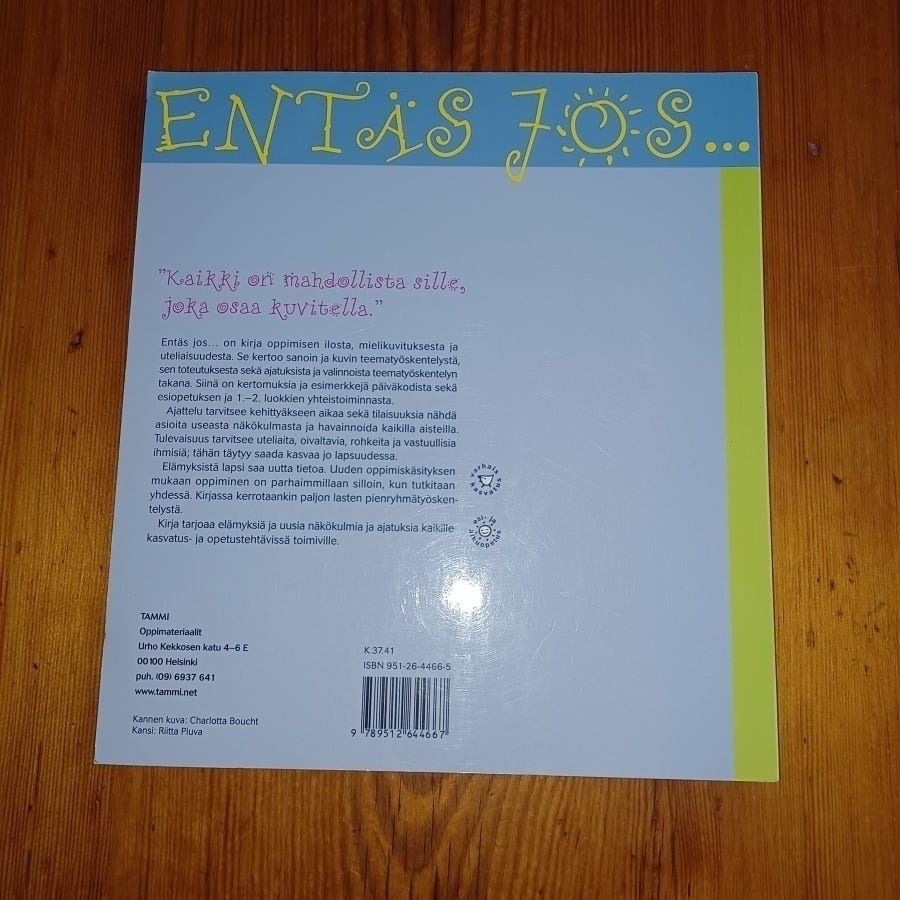 ENTÄS JOS...
”Kaikki on mahdollista sille,
joka osaa kuvitella.”
Entäs jos... on kirja oppimisen ilosta, mielikuvituksesta ja
uteliaisuudesta. Se kertoo sanoin ja kuvin teematyöskentelystä,
sen toteutuksesta sekä ajatuksista ja valinnoista teematyöskentelyn
takana. Siinä on kertomuksia ja esimerkkejä päiväkodista sekä
esiopetuksen ja 1.–2. luokkien yhteistoiminnasta.
Ajattelu tarvitsee kehittyäkseen aikaa sekä tilaisuuksia nähdä
asioita useasta näkökulmasta ja havainnoida kaikilla aisteilla.
Tulevaisuus tarvitsee uteliaita, oivaltavia, rohkeita ja vastuullisia
ihmisiä; tähän täytyy saada kasvaa jo lapsuudessa.
Elämyksistä lapsi saa uutta tietoa. Uuden oppimiskäsityksen
mukaan oppiminen on parhaimmillaan silloin, kun tutkitaan
yhdessä. Kirjassa kerrotaankin paljon lasten pienryhmätyösken-
telystä.
Kirja tarjoaa elämyksiä ja uusia näkökulmia ja ajatuksia kaikille
kasvatus- ja opetustehtävissä toimiville.
varhais
kasvatus
esi- ja
alkuopetus
TAMMI
Oppimateriaalit
Urho Kekkosen katu 4–6 E
00100 Helsinki
puh. (09) 6937 641
www.tammi.net
Kannen kuva: Charlotta Boucht
Kansi: Riitta Piuva
K 37.41
ISBN 951-26-4466-5
9 789512 644667